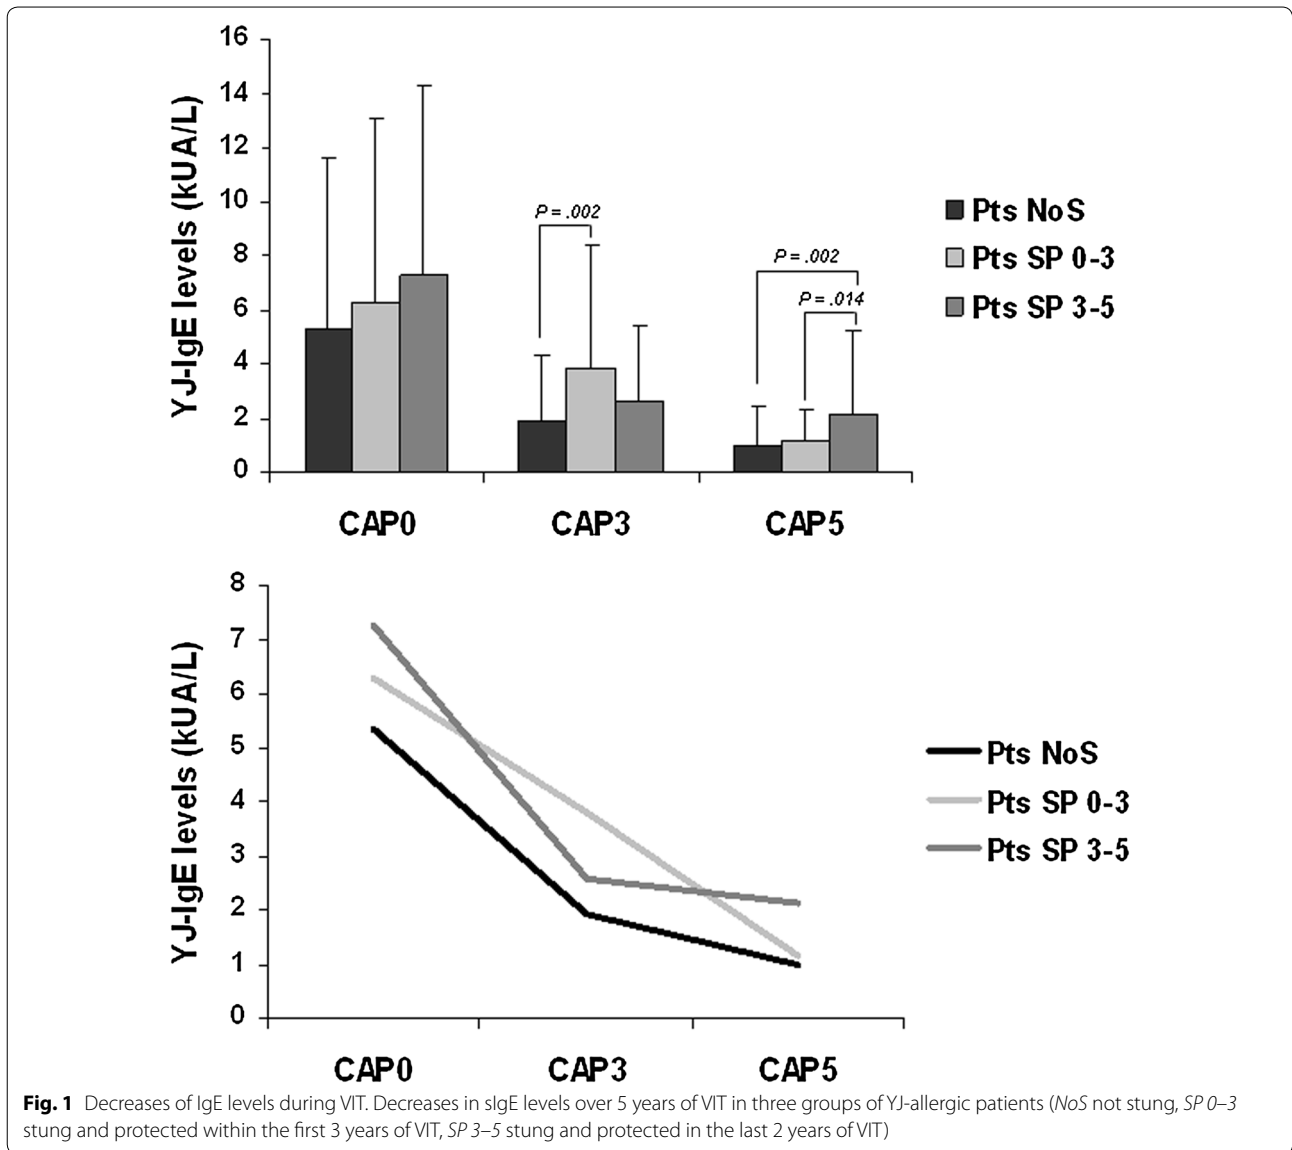 16
14
12
10
8
6
4
2
0
YJ-IgE levels (kUA/L)
P = .002
P = .002
P = .014
CAP0 CAP3 CAP5
Pts NoS
Pts SP 0-3
Pts SP 3-5
8
7
6
5
4
3
2
1
0
YJ-IgE levels (kUA/L)
CAP0 CAP3 CAP5
Pts NoS
Pts SP 0-3
Pts SP 3-5
Fig. 1 Decreases of IgE levels during VIT. Decreases in sIgE levels over 5 years of VIT in three groups of YJ-allergic patients (NoS not stung, SP 0–3
stung and protected within the first 3 years of VIT, SP 3–5 stung and protected in the last 2 years of VIT)